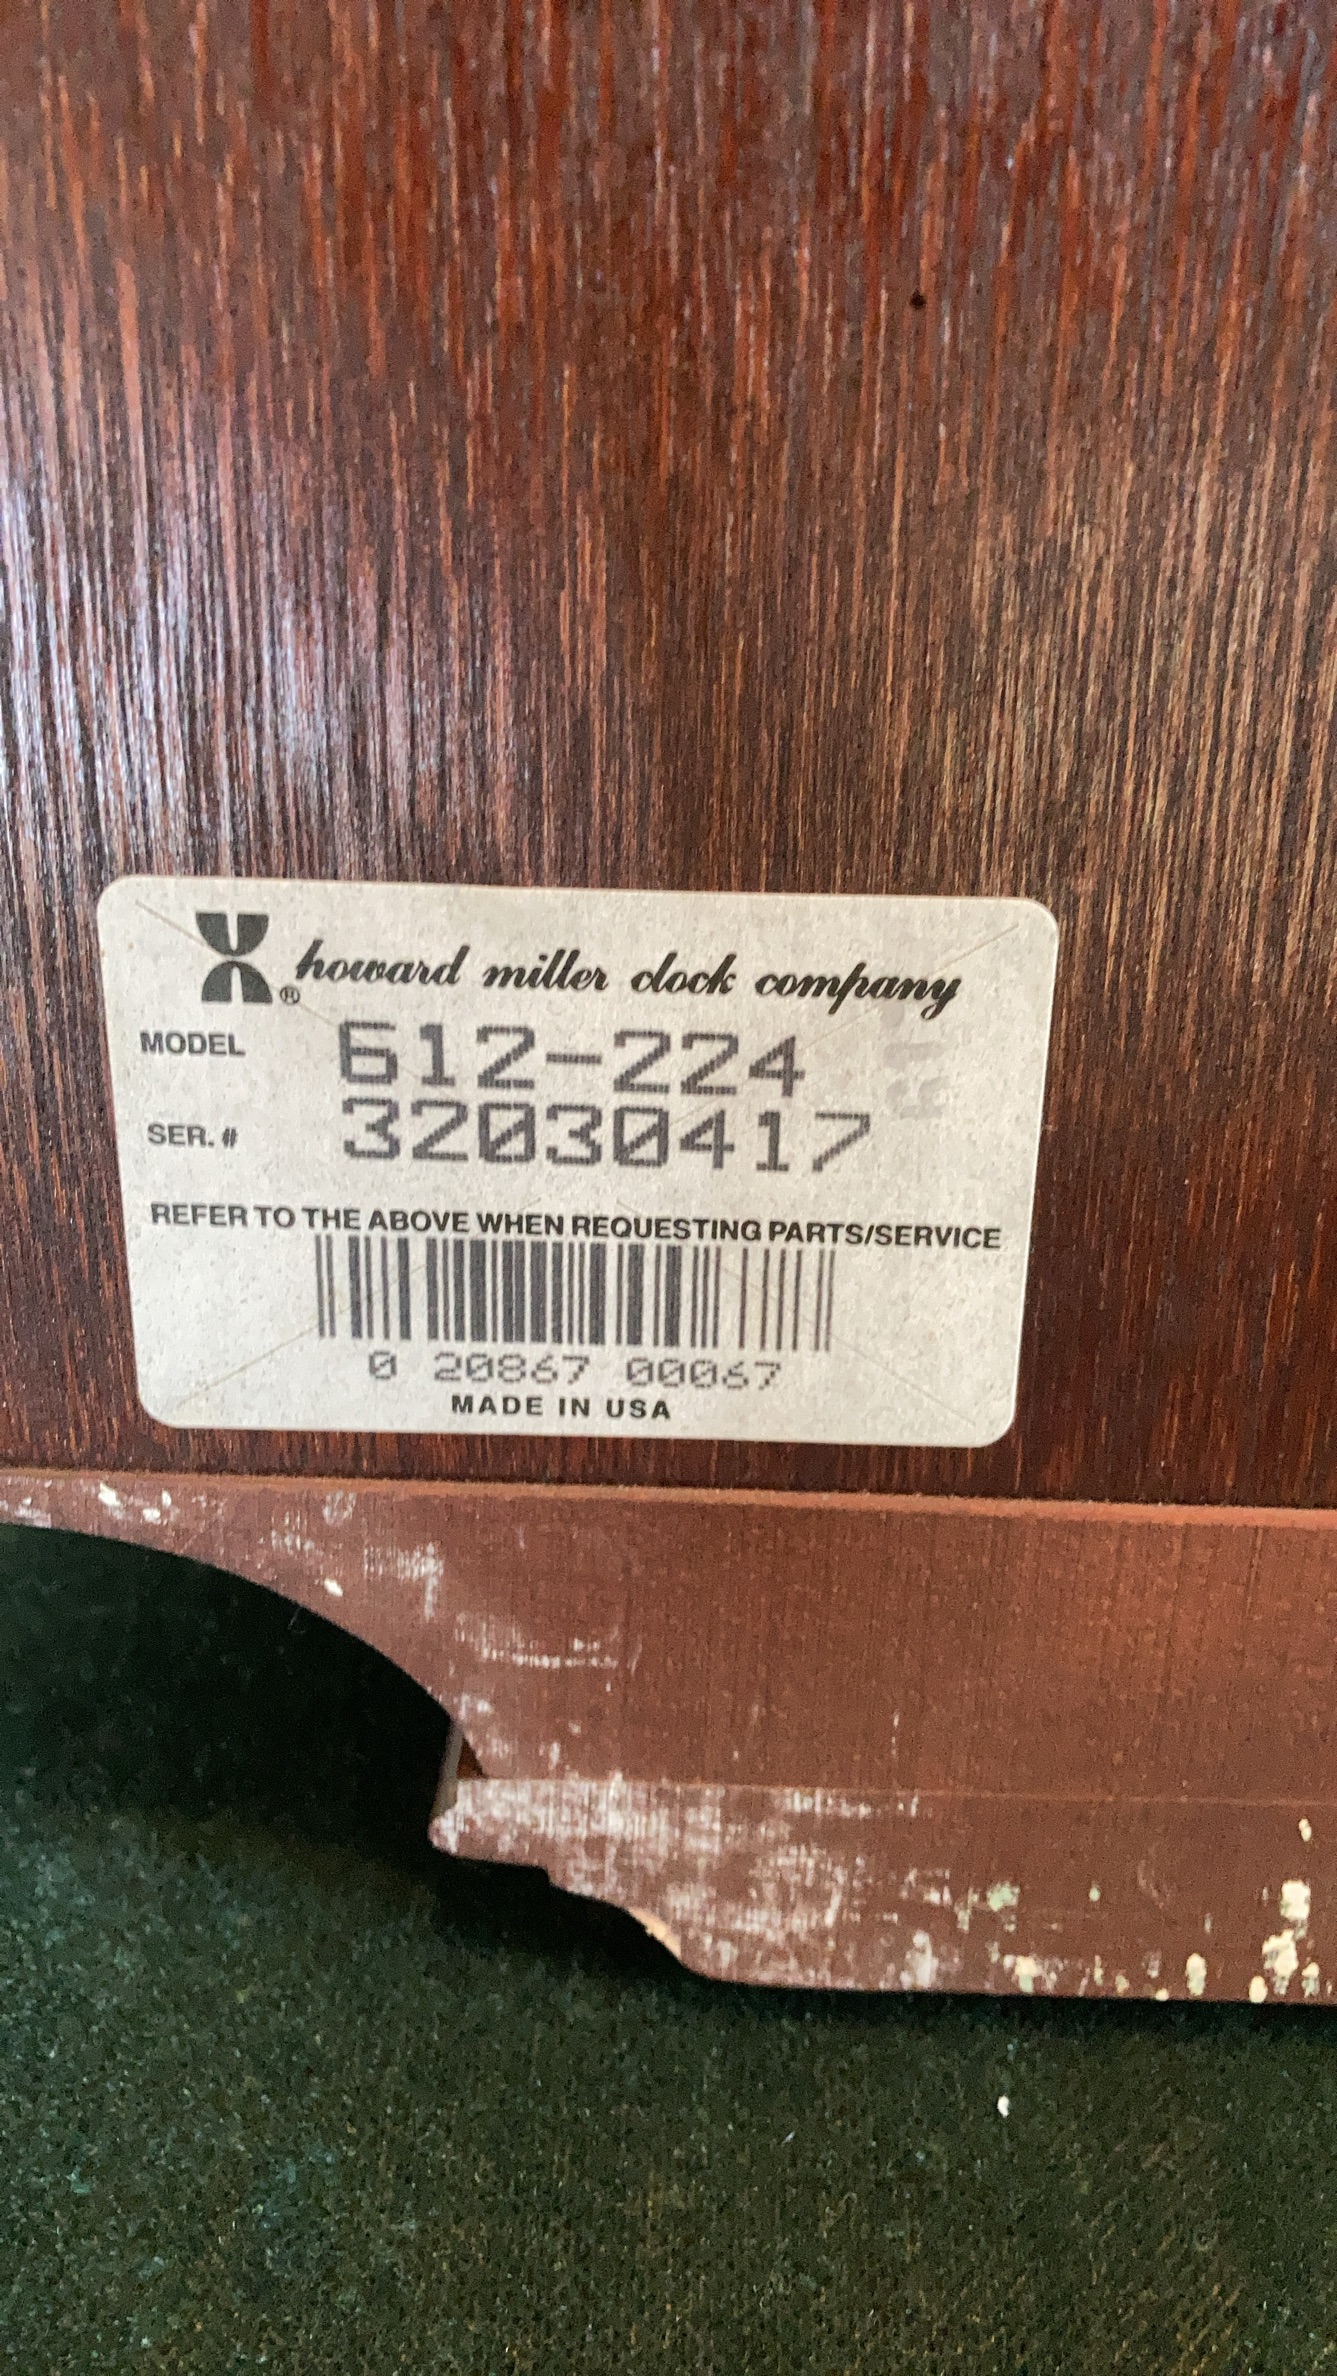 howard miller clock company
®
MODEL 612-224
SER. # 32030417
REFER TO THE ABOVE WHEN REQUESTING PARTS/SERVICE
0 20867 00067
MADE IN USA